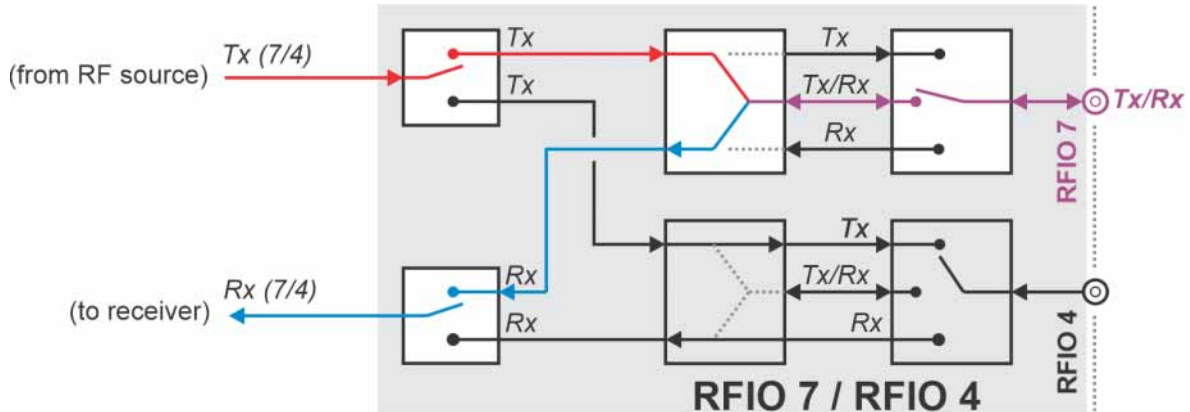 Tx (7/4)
(from RF source)
Tx
Tx
Tx
Tx/Rx
Rx
Tx/Rx
RFIO 7
Tx
Tx/Rx
Rx
Rx (7/4)
(to receiver)
Rx
Rx
RFIO 4
RFIO 7 / RFIO 4